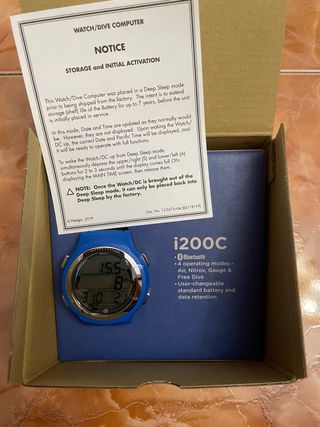 WATCH/DIVE COMPUTER
NOTICE
STORAGE and INITIAL ACTIVATION
This Watch/Dive Computer was placed in a Deep Sleep mode
prior to being shipped from the factory. The intent is to extend
storage (shelf) life of the Battery for up to 7 years, before the unit
is initially placed in service.
In this mode, Date and Time are updated as they normally would
be. However, they are not displayed. Upon waking the Watch/
DC up, the correct Date and Pacific Time will be displayed, and
it will be ready to operate with full functions.
To wake the Watch/DC up from Deep Sleep mode,
simultaneously depress the upper/right (S) and lower/left (A)
buttons for 2 to 3 seconds until the display comes full ON
displaying the MAIN TIME screen, then release them.
NOTE: Once the Watch/DC is brought out of the
Deep Sleep mode, it can only be placed back into
Deep Sleep by the factory.
© Pelagic, 2019
i200C
Bluetooth®
• 4 operating modes -
Air, Nitrox, Gauge &
Free Dive
• User-changeable
standard battery and
data retention